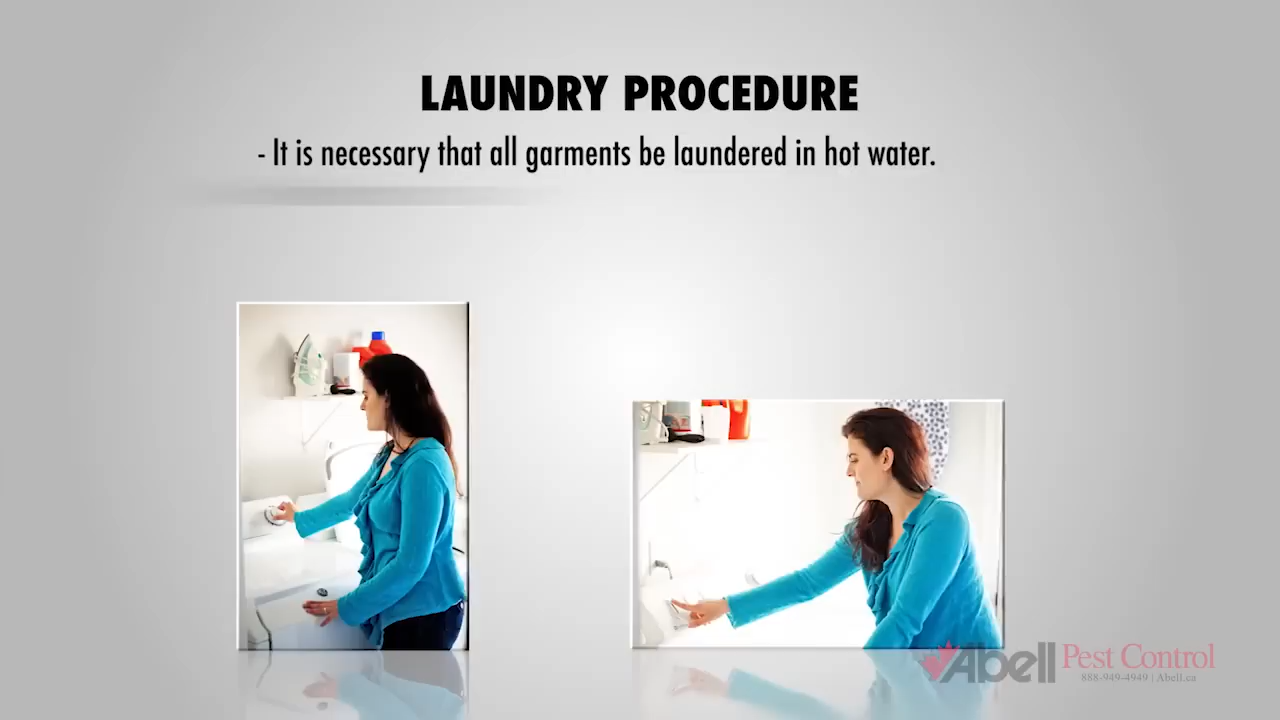 LAUNDRY PROCEDURE
- It is necessary that all garments be laundered in hot water.
Abell Pest Control
888-949-4949 | Abell.ca